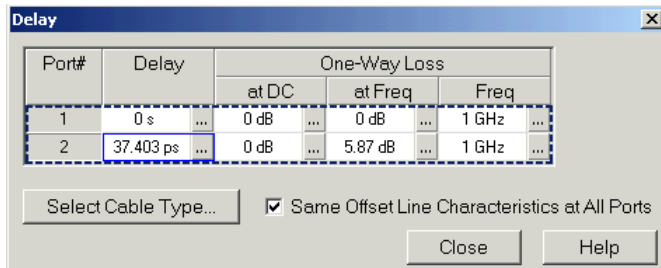 Delay
Port# Delay One-Way Loss
at DC at Freq Freq
1 0 s ... 0 dB ... 0 dB ... 1 GHz ...
2 37.403 ps ... 0 dB ... 5.87 dB ... 1 GHz ...
Select Cable Type... Same Offset Line Characteristics at All Ports
Close Help